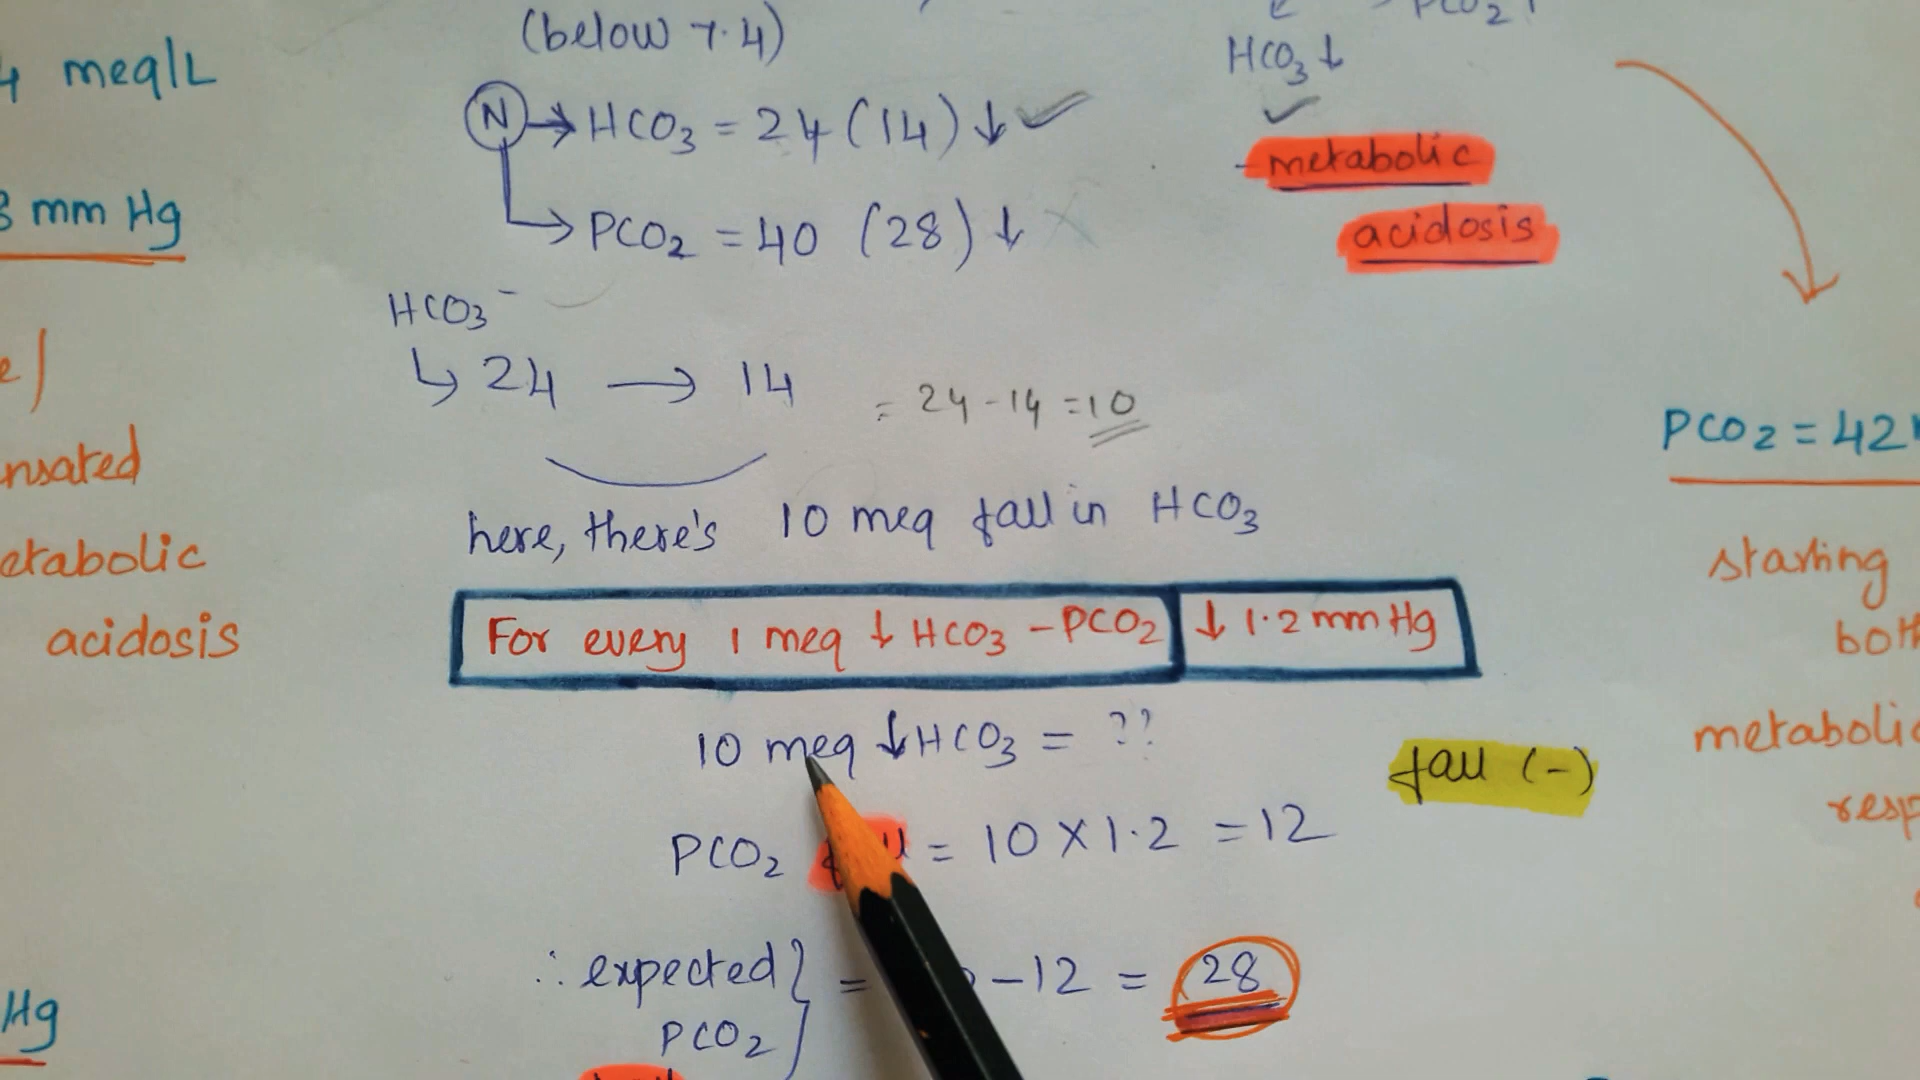 (below 7.4)
N → HCO3 = 24 (14) ↓ ✓
→ PCO2 = 40 (28) ↓
HCO3⁻
↳ 24 → 14
= 24 - 14 = 10
here, there's 10 meq fall in HCO3
For every 1 meq ↓ HCO3 - PCO2 ↓ 1.2 mm Hg
10 meq ↓ HCO3 = ??
PCO2 = 10 X 1.2 = 12
fall (-)
∴ expected } = - 12 = 28
PCO2
meq/L
mm Hg
etabolic
acidosis
Hg
PCO2
HCO3 ↓
✓
- metabolic
acidosis
PCO2 = 42
starting
metabolic